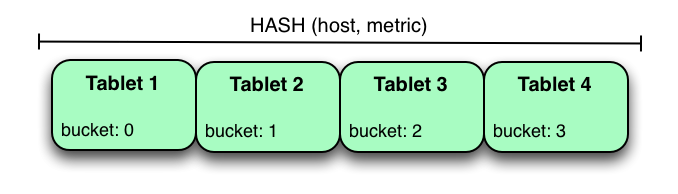 HASH (host, metric)
Tablet 1
bucket: 0
Tablet 2
bucket: 1
Tablet 3
bucket: 2
Tablet 4
bucket: 3